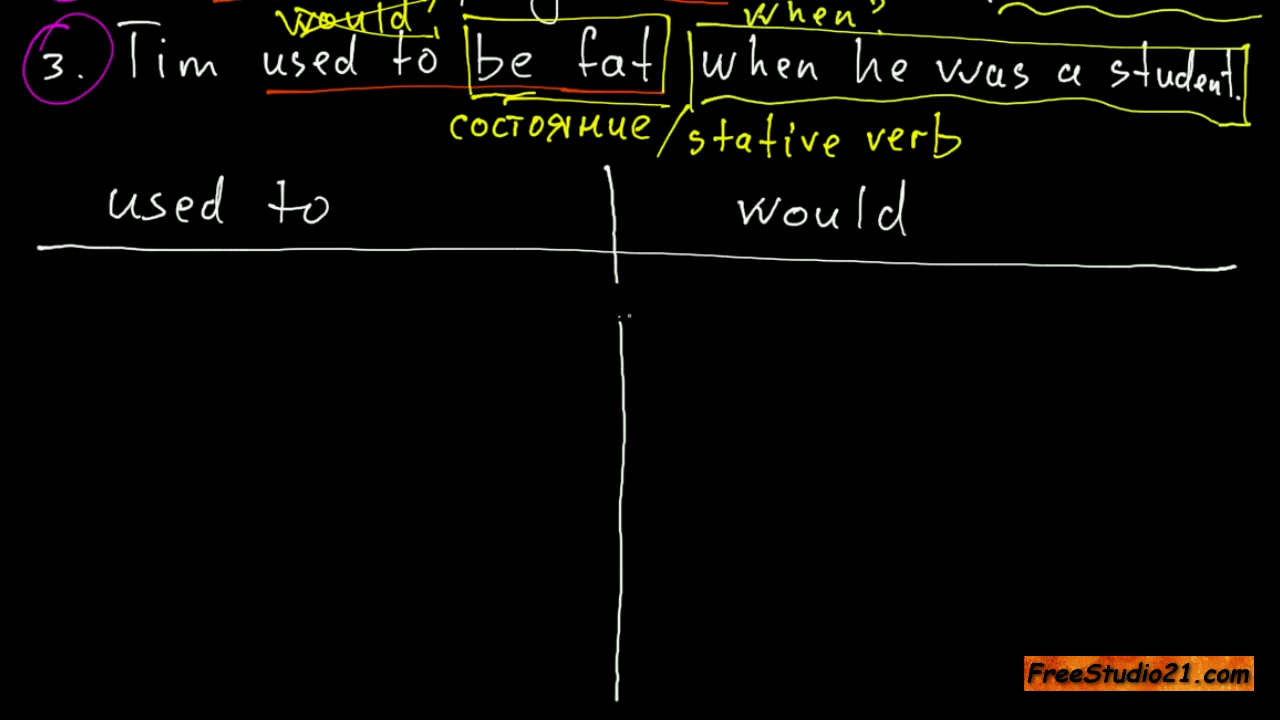 would? when?
3. Tim used to be fat when he was a student.
состояние / stative verb
used to would
FreeStudio21.com